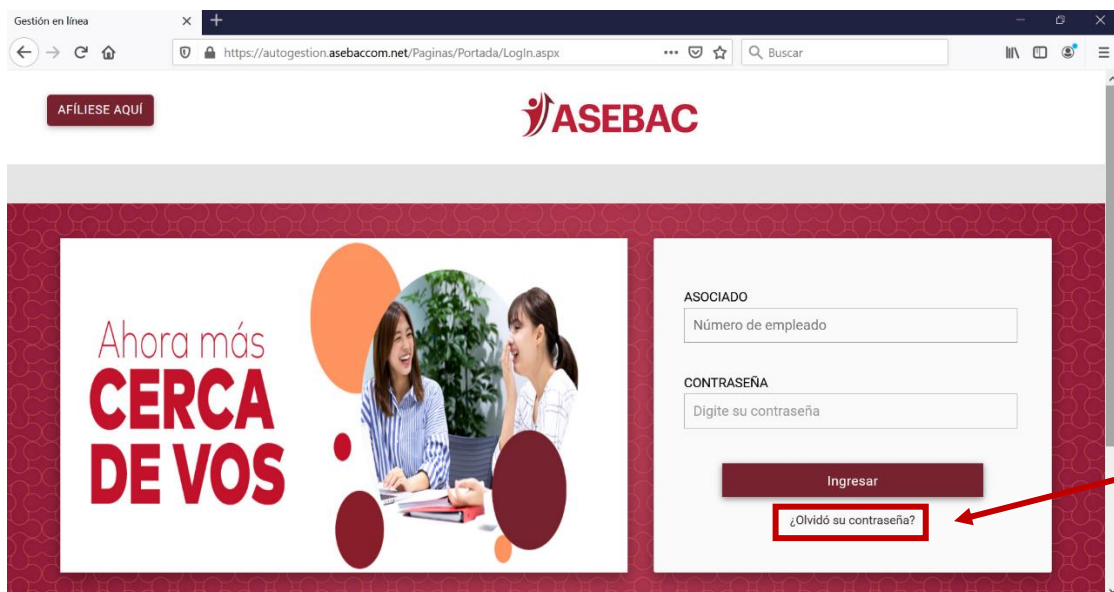 Gestión en línea
https://autogestion.asebaccom.net/Paginas/Portada/LogIn.aspx
Buscar
AFÍLIESE AQUÍ
ASEBAC
Ahora más
CERCA
DE VOS
ASOCIADO
Número de empleado
CONTRASEÑA
Digite su contraseña
Ingresar
¿Olvidó su contraseña?